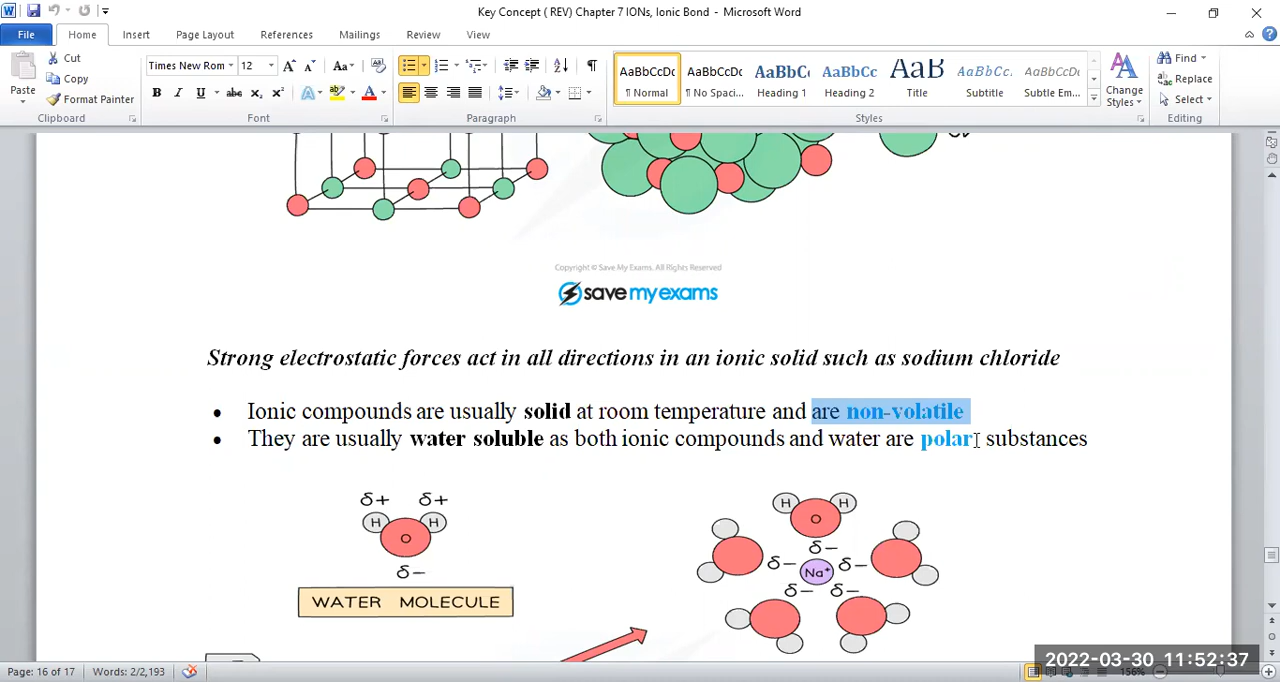 Key Concept ( REV) Chapter 7 IONs, Ionic Bond - Microsoft Word
File Home Insert Page Layout References Mailings Review View
Cut
Copy
Format Painter
Paste
Clipboard
Times New Rom 12
Font
Paragraph
AaBbCcDc AaBbCcDc AaBbCc AaBbCc AaB AaBbCc. AaBbCcDc
¶ Normal ¶ No Spaci... Heading 1 Heading 2 Title Subtitle Subtle Em...
Change Styles
Styles
Find
Replace
Select
Editing
Copyright © Save My Exams. All Rights Reserved
save my exams
Strong electrostatic forces act in all directions in an ionic solid such as sodium chloride
• Ionic compounds are usually solid at room temperature and are non-volatile
• They are usually water soluble as both ionic compounds and water are polar substances
δ+ δ+
H H
O
δ−
WATER MOLECULE
H H
O
δ−
δ− δ−
Na+
δ− δ−
Page: 16 of 17 Words: 2/2,193
2022-03-30 11:52:37
156%